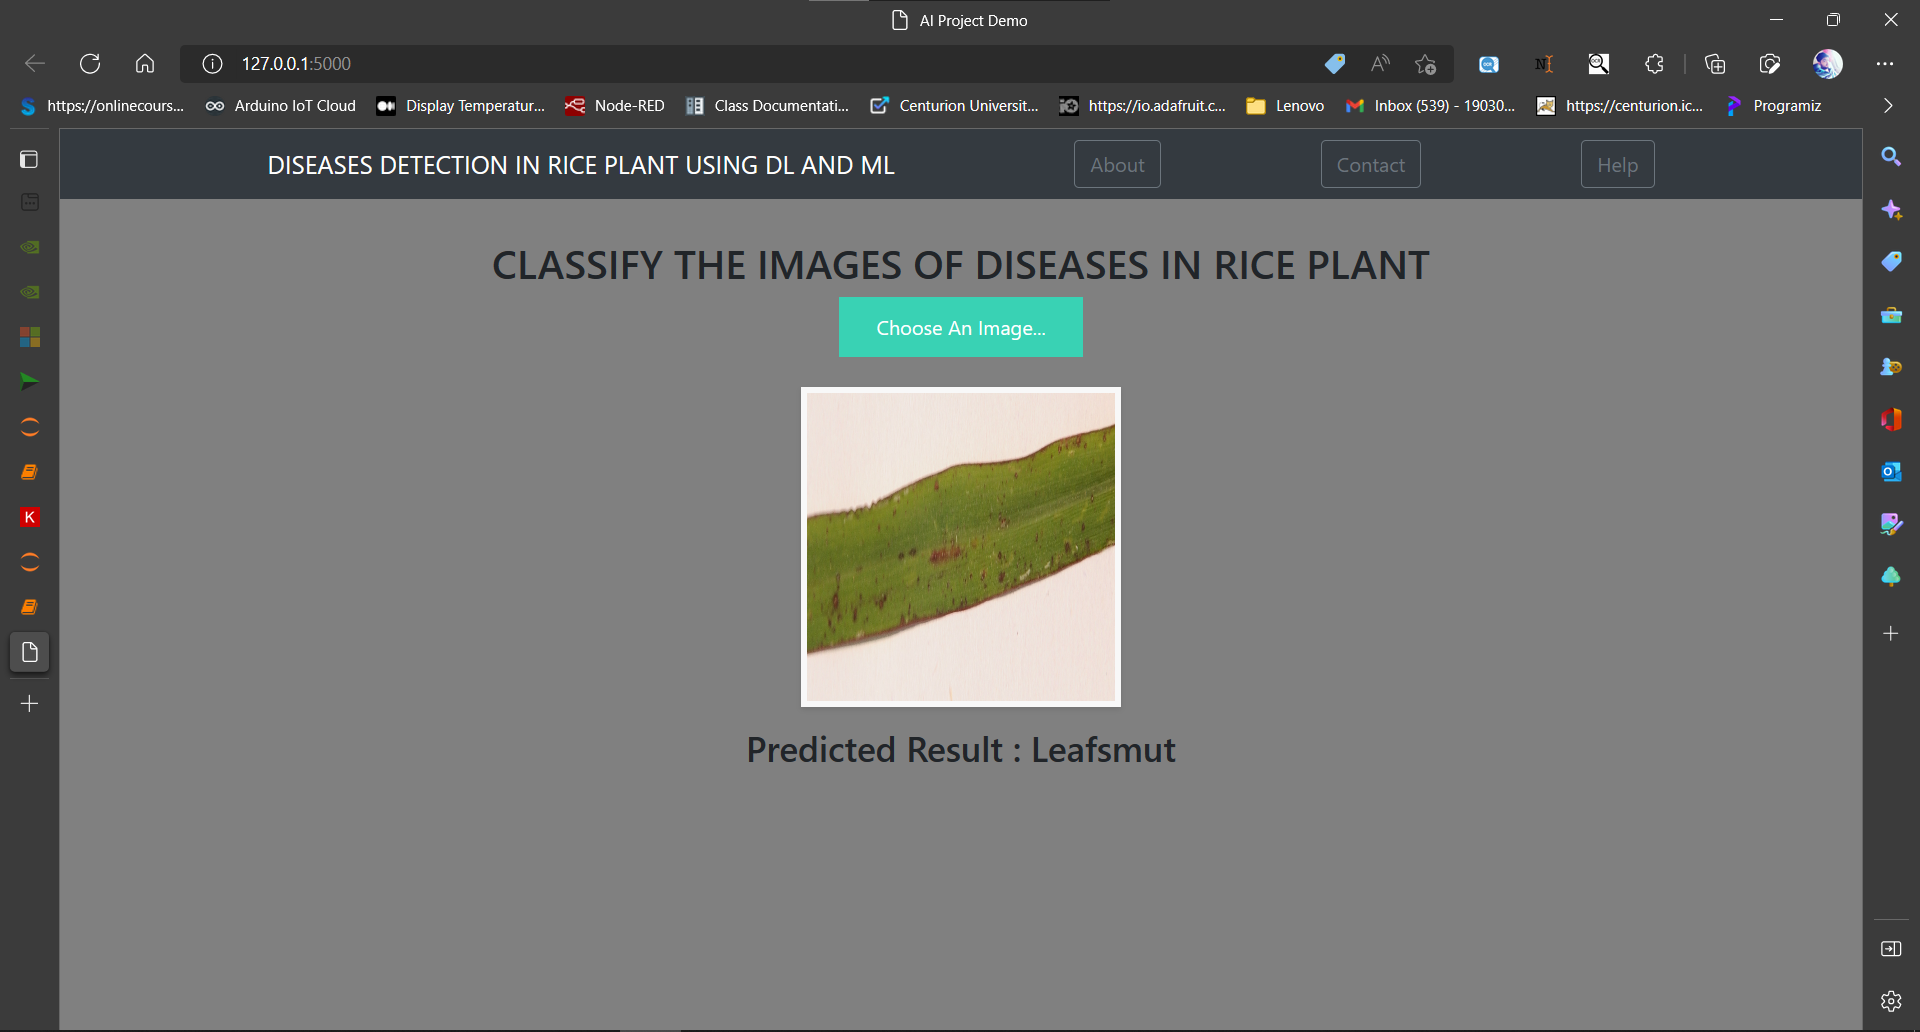 AI Project Demo
127.0.0.1:5000
https://onlinecours... Arduino IoT Cloud Display Temperatur... Node-RED Class Documentati... Centurion Universit... https://io.adafruit.c... Lenovo Inbox (539) - 19030... https://centurion.ic... Programiz
DISEASES DETECTION IN RICE PLANT USING DL AND ML About Contact Help
CLASSIFY THE IMAGES OF DISEASES IN RICE PLANT
Choose An Image...
K
Predicted Result : Leafsmut